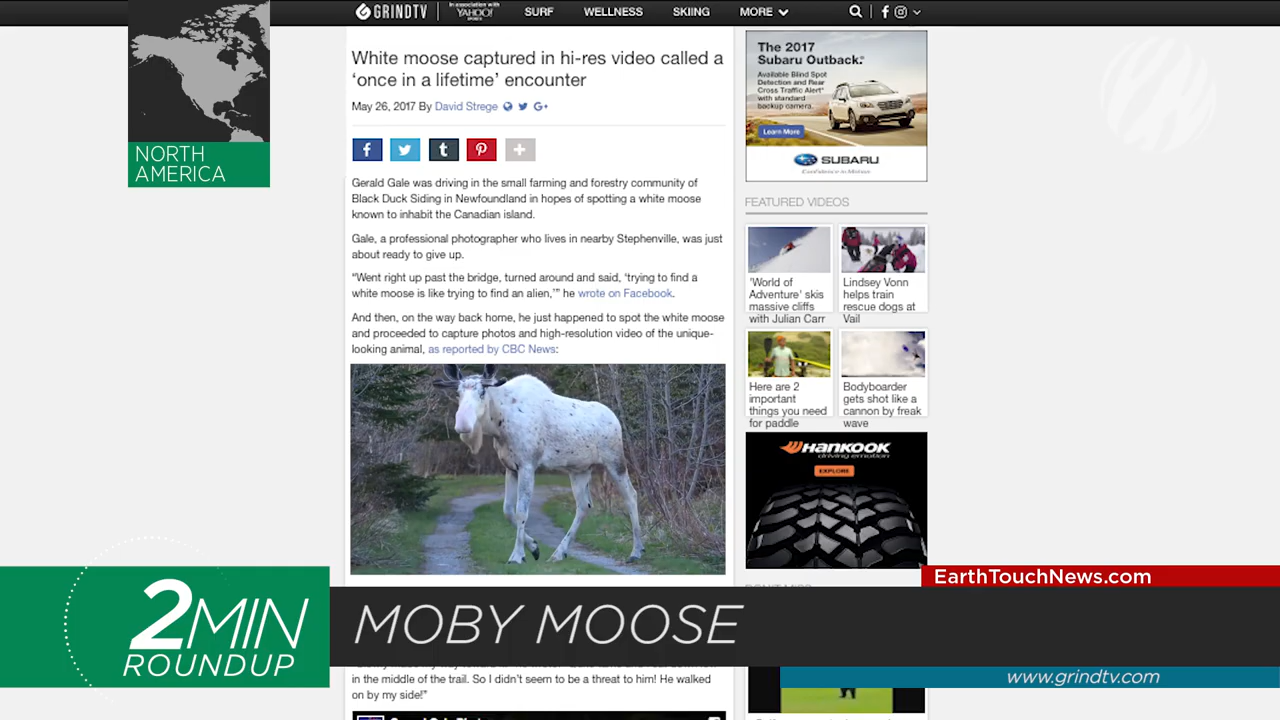 GRINDTV
In association with
YAHOO!
SPORTS
SURF
WELLNESS
SKIING
MORE
NORTH
AMERICA
White moose captured in hi-res video called a
‘once in a lifetime’ encounter
May 26, 2017 By David Strege
Gerald Gale was driving in the small farming and forestry community of
Black Duck Siding in Newfoundland in hopes of spotting a white moose
known to inhabit the Canadian island.
Gale, a professional photographer who lives in nearby Stephenville, was just
about ready to give up.
“Went right up past the bridge, turned around and said, ‘trying to find a
white moose is like trying to find an alien,’” he wrote on Facebook.
And then, on the way back home, he just happened to spot the white moose
and proceeded to capture photos and high-resolution video of the unique-
looking animal, as reported by CBC News:
The 2017
Subaru Outback.
Available Blind Spot
Detection and Rear
Cross Traffic Alert
with standard
backup camera.
Learn More
SUBARU
Confidence in Motion
FEATURED VIDEOS
'World of
Adventure' skis
massive cliffs
with Julian Carr
Lindsey Vonn
helps train
rescue dogs at
Vail
Here are 2
important
things you need
for paddle
Bodyboarder
gets shot like a
cannon by freak
wave
HANKOOK
driving emotion
EXPLORE
EarthTouchNews.com
2MIN
ROUNDUP
MOBY MOOSE
in the middle of the trail. So I didn’t seem to be a threat to him! He walked
on by my side!”
www.grindtv.com